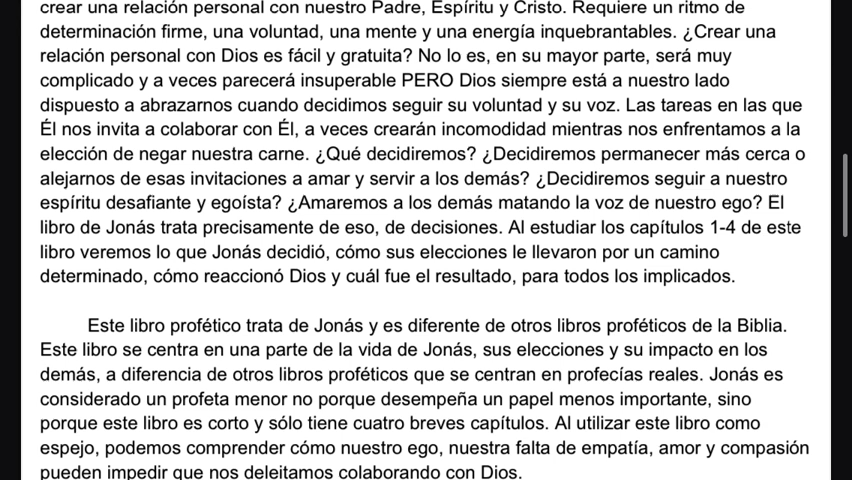 crear una relación personal con nuestro Padre, Espíritu y Cristo. Requiere un ritmo de
determinación firme, una voluntad, una mente y una energía inquebrantables. ¿Crear una
relación personal con Dios es fácil y gratuita? No lo es, en su mayor parte, será muy
complicado y a veces parecerá insuperable PERO Dios siempre está a nuestro lado
dispuesto a abrazarnos cuando decidimos seguir su voluntad y su voz. Las tareas en las que
Él nos invita a colaborar con Él, a veces crearán incomodidad mientras nos enfrentamos a la
elección de negar nuestra carne. ¿Qué decidiremos? ¿Decidiremos permanecer más cerca o
alejarnos de esas invitaciones a amar y servir a los demás? ¿Decidiremos seguir a nuestro
espíritu desafiante y egoísta? ¿Amaremos a los demás matando la voz de nuestro ego? El
libro de Jonás trata precisamente de eso, de decisiones. Al estudiar los capítulos 1-4 de este
libro veremos lo que Jonás decidió, cómo sus elecciones le llevaron por un camino
determinado, cómo reaccionó Dios y cuál fue el resultado, para todos los implicados.
Este libro profético trata de Jonás y es diferente de otros libros proféticos de la Biblia.
Este libro se centra en una parte de la vida de Jonás, sus elecciones y su impacto en los
demás, a diferencia de otros libros proféticos que se centran en profecías reales. Jonás es
considerado un profeta menor no porque desempeña un papel menos importante, sino
porque este libro es corto y sólo tiene cuatro breves capítulos. Al utilizar este libro como
espejo, podemos comprender cómo nuestro ego, nuestra falta de empatía, amor y compasión
pueden impedir que nos deleitamos colaborando con Dios.